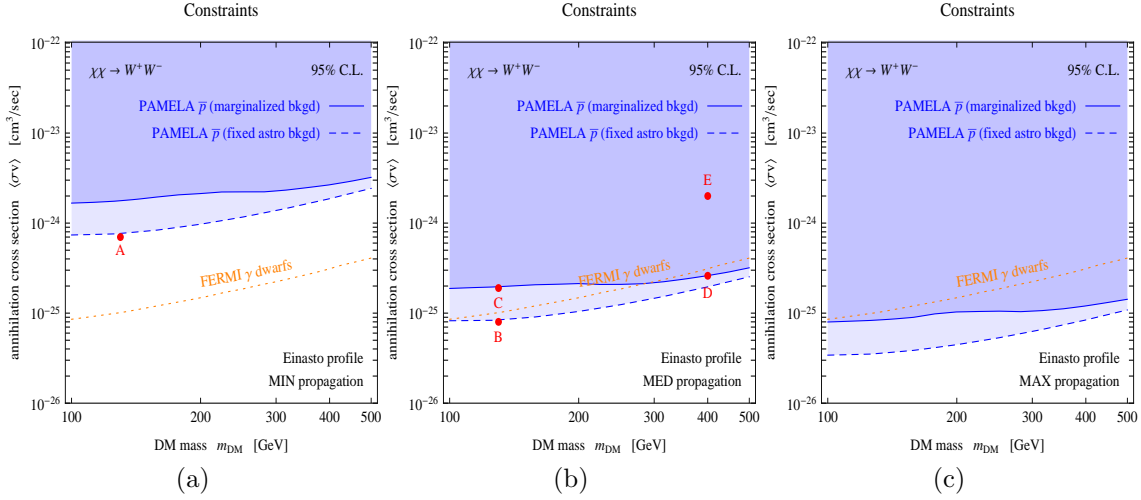 Constraints
annihilation cross section ⟨σv⟩ [cm³/sec]
10⁻²²
10⁻²³
10⁻²⁴
10⁻²⁵
10⁻²⁶
χχ → W⁺W⁻ 95% C.L.
PAMELA p̅ (marginalized bkgd)
PAMELA p̅ (fixed astro bkgd)
A
FERMI γ dwarfs
Einasto profile
MIN propagation
100 200 300 400 500
DM mass m_DM [GeV]
(a)
Constraints
annihilation cross section ⟨σv⟩ [cm³/sec]
10⁻²²
10⁻²³
10⁻²⁴
10⁻²⁵
10⁻²⁶
χχ → W⁺W⁻ 95% C.L.
PAMELA p̅ (marginalized bkgd)
PAMELA p̅ (fixed astro bkgd)
E
FERMI γ dwarfs
C
D
B
Einasto profile
MED propagation
100 200 300 400 500
DM mass m_DM [GeV]
(b)
Constraints
annihilation cross section ⟨σv⟩ [cm³/sec]
10⁻²²
10⁻²³
10⁻²⁴
10⁻²⁵
10⁻²⁶
χχ → W⁺W⁻ 95% C.L.
PAMELA p̅ (marginalized bkgd)
PAMELA p̅ (fixed astro bkgd)
FERMI γ dwarfs
Einasto profile
MAX propagation
100 200 300 400 500
DM mass m_DM [GeV]
(c)